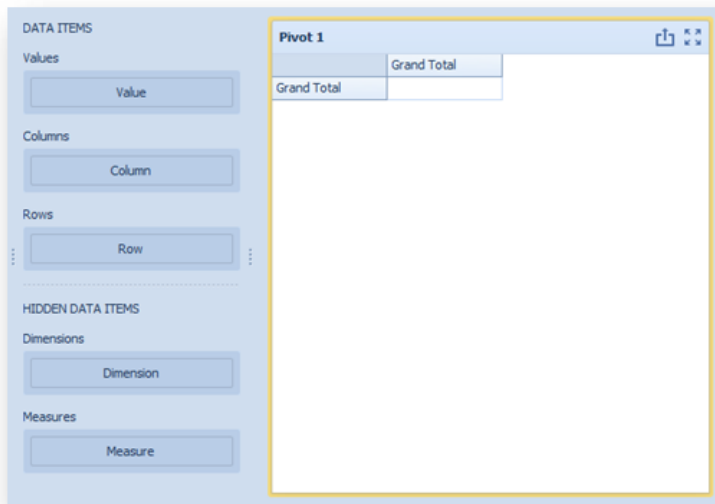 DATA ITEMS
Values
Value
Columns
Column
Rows
Row
HIDDEN DATA ITEMS
Dimensions
Dimension
Measures
Measure
Pivot 1
Grand Total
Grand Total